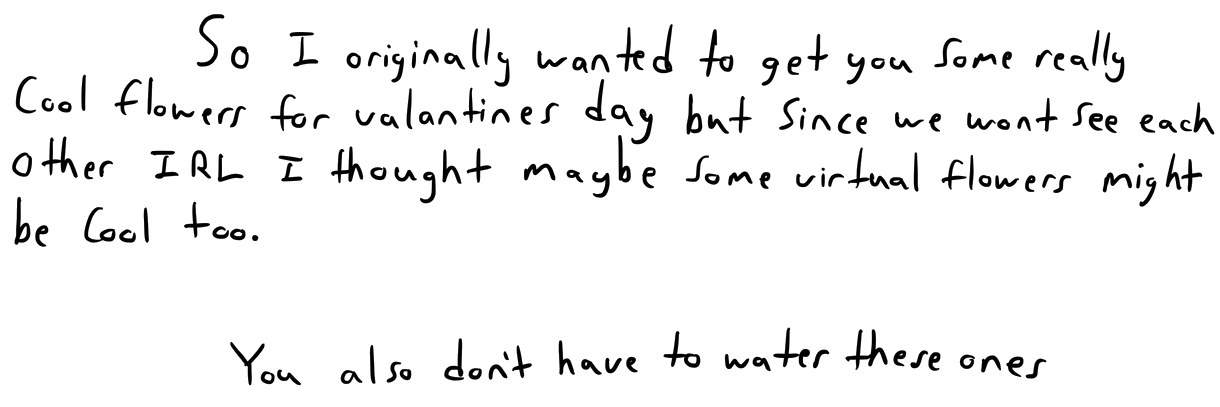 So I originally wanted to get you some really
Cool flowers for valantines day but since we wont see each
other IRL I thought maybe some virtual flowers might
be Cool too.
You also don't have to water these ones